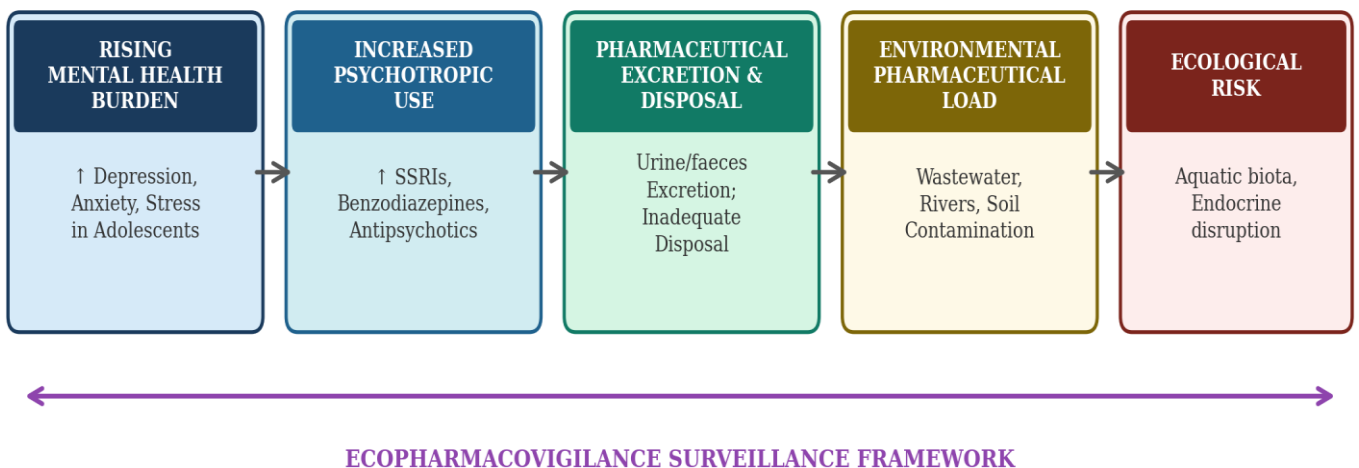 RISING
MENTAL HEALTH
BURDEN
↑ Depression,
Anxiety, Stress
in Adolescents
INCREASED
PSYCHOTROPIC
USE
↑ SSRIs,
Benzodiazepines,
Antipsychotics
PHARMACEUTICAL
EXCRETION &
DISPOSAL
Urine/faeces
Excretion;
Inadequate
Disposal
ENVIRONMENTAL
PHARMACEUTICAL
LOAD
Wastewater,
Rivers, Soil
Contamination
ECOLOGICAL
RISK
Aquatic biota,
Endocrine
disruption
ECOPHARMACOVIGILANCE SURVEILLANCE FRAMEWORK